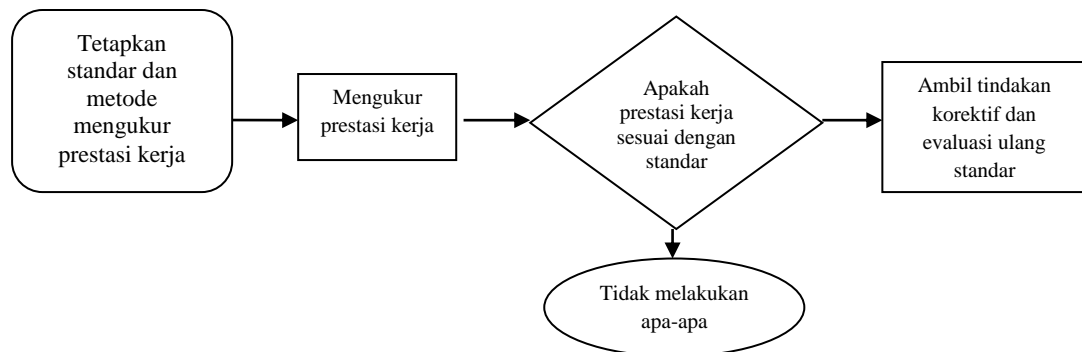 Tetapkan
standar dan
metode
mengukur
prestasi kerja
Mengukur
prestasi kerja
Apakah
prestasi kerja
sesuai dengan
standar
Ambil tindakan
korektif dan
evaluasi ulang
standar
Tidak melakukan
apa-apa